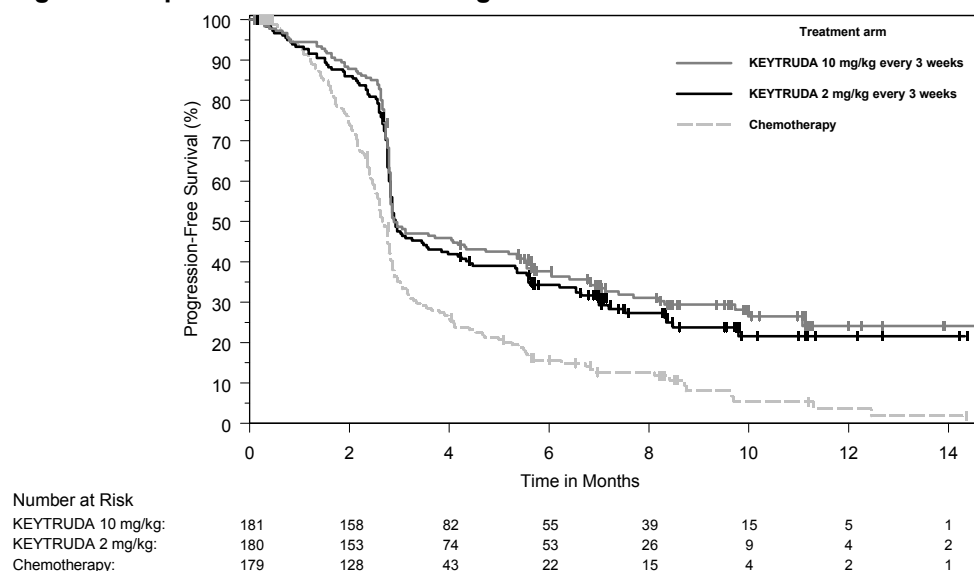 Treatment arm
KEYTRUDA 10 mg/kg every 3 weeks
KEYTRUDA 2 mg/kg every 3 weeks
Chemotherapy
Progression-Free Survival (%)
100
90
80
70
60
50
40
30
20
10
0
0 2 4 6 8 10 12 14
Time in Months
Number at Risk
KEYTRUDA 10 mg/kg: 181 158 82 55 39 15 5 1
KEYTRUDA 2 mg/kg: 180 153 74 53 26 9 4 2
Chemotherapy: 179 128 43 22 15 4 2 1